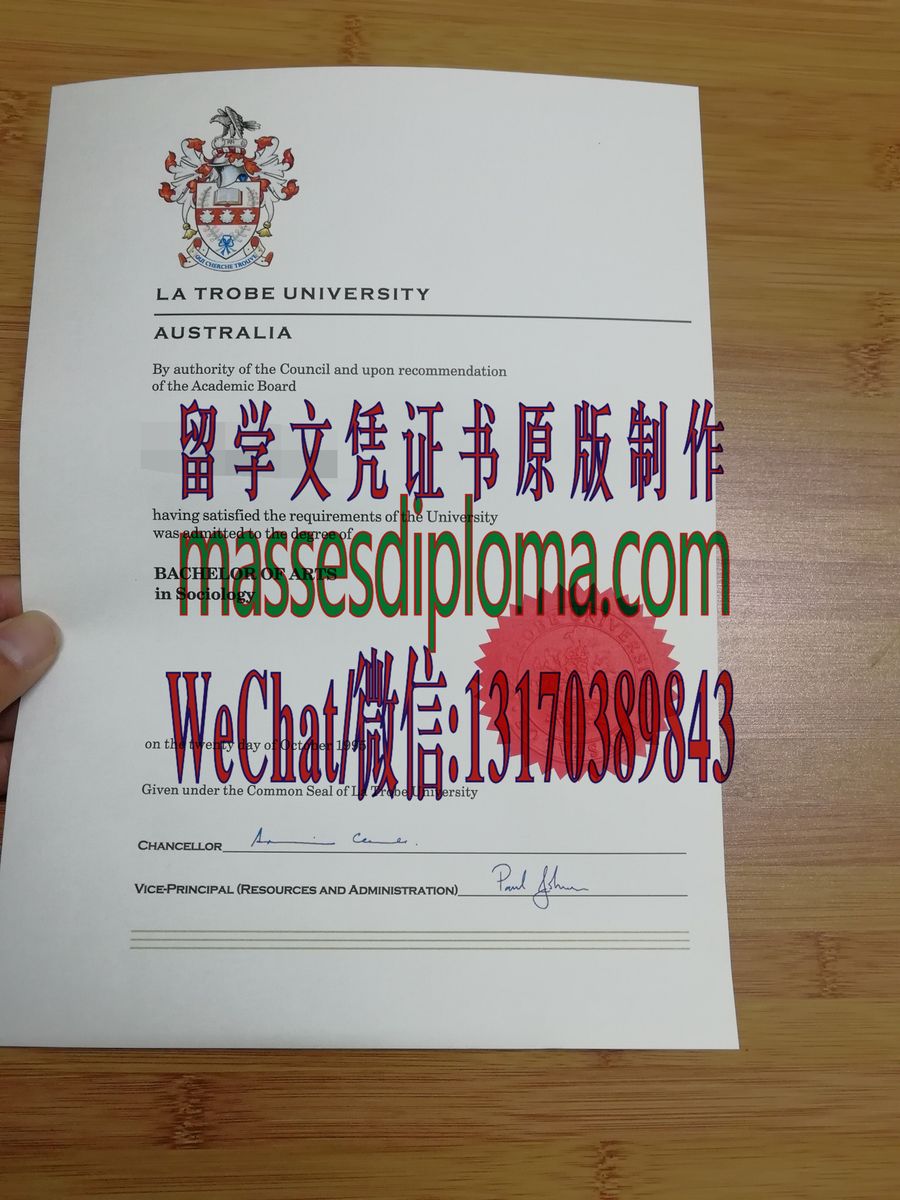 QUI CHERCHE TROUVE
LA TROBE UNIVERSITY
AUSTRALIA
By authority of the Council and upon recommendation
of the Academic Board
留学文凭证书原版制作
having satisfied the requirements of the University
was admitted to the degree of
massesdiploma.com
BACHELOR OF ARTS
in Sociology
WeChat/微信:13170389843
on the twenty day of October 1995
Given under the Common Seal of La Trobe University
CHANCELLOR
VICE-PRINCIPAL (RESOURCES AND ADMINISTRATION)
Paul